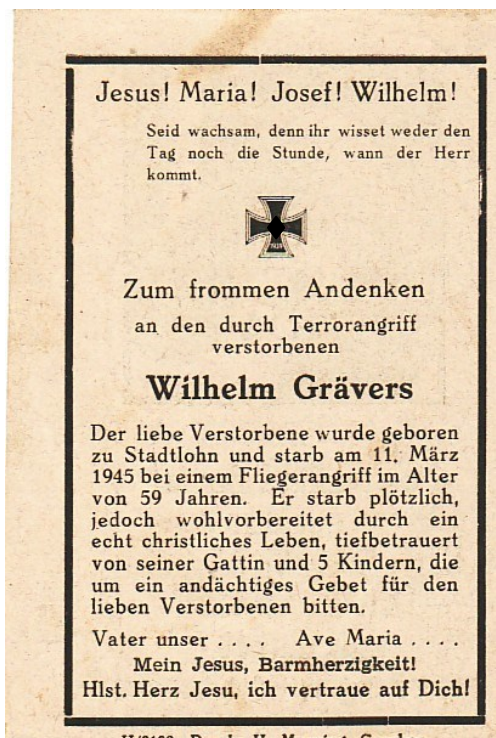 Jesus! Maria! Josef! Wilhelm!
Seid wachsam, denn ihr wisset weder den
Tag noch die Stunde, wann der Herr
kommt.
1939
Zum frommen Andenken
an den durch Terrorangriff
verstorbenen
Wilhelm Grävers
Der liebe Verstorbene wurde geboren
zu Stadtlohn und starb am 11. März
1945 bei einem Fliegerangriff im Alter
von 59 Jahren. Er starb plötzlich,
jedoch wohlvorbereitet durch ein
echt christliches Leben, tiefbetrauert
von seiner Gattin und 5 Kindern, die
um ein andächtiges Gebet für den
lieben Verstorbenen bitten.
Vater unser . . . . Ave Maria . . . .
Mein Jesus, Barmherzigkeit!
Hlst. Herz Jesu, ich vertraue auf Dich!